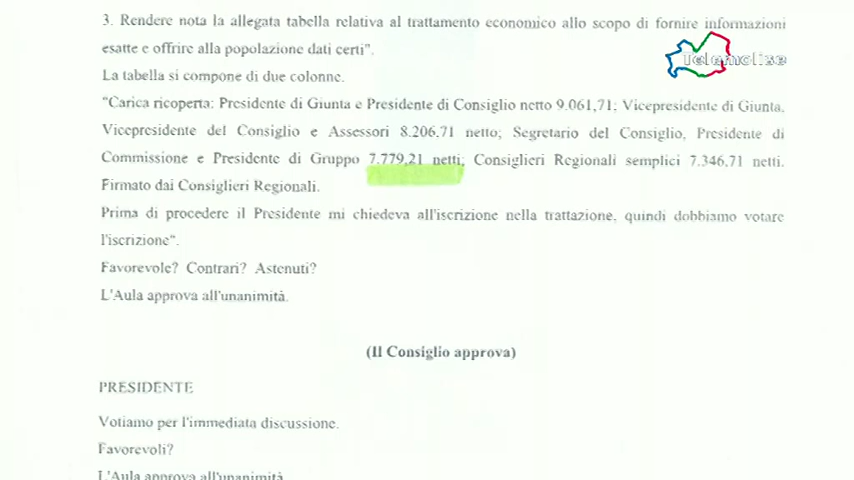 3. Rendere nota la allegata tabella relativa al trattamento economico allo scopo di fornire informazioni
esatte e offrire alla popolazione dati certi".
Telemolise
La tabella si compone di due colonne.
"Carica ricoperta: Presidente di Giunta e Presidente di Consiglio netto 9.061,71; Vicepresidente di Giunta,
Vicepresidente del Consiglio e Assessori 8.206.71 netto; Segretario del Consiglio, Presidente di
Commissione e Presidente di Gruppo 7.779,21 netti; Consiglieri Regionali semplici 7.346.71 netti.
Firmato dai Consiglieri Regionali.
Prima di procedere il Presidente mi chiedeva all'iscrizione nella trattazione, quindi dobbiamo votare
l'iscrizione".
Favorevole? Contrari? Astenuti?
L'Aula approva all'unanimità.
(Il Consiglio approva)
PRESIDENTE
Votiamo per l'immediata discussione.
Favorevoli?
L'Aula approva all'unanimità